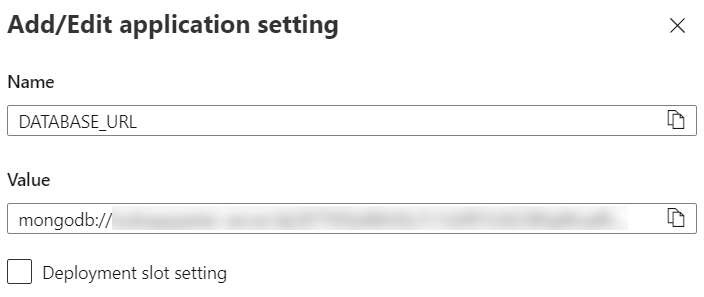 Add/Edit application setting
Name
DATABASE_URL
Value
mongodb://
Deployment slot setting